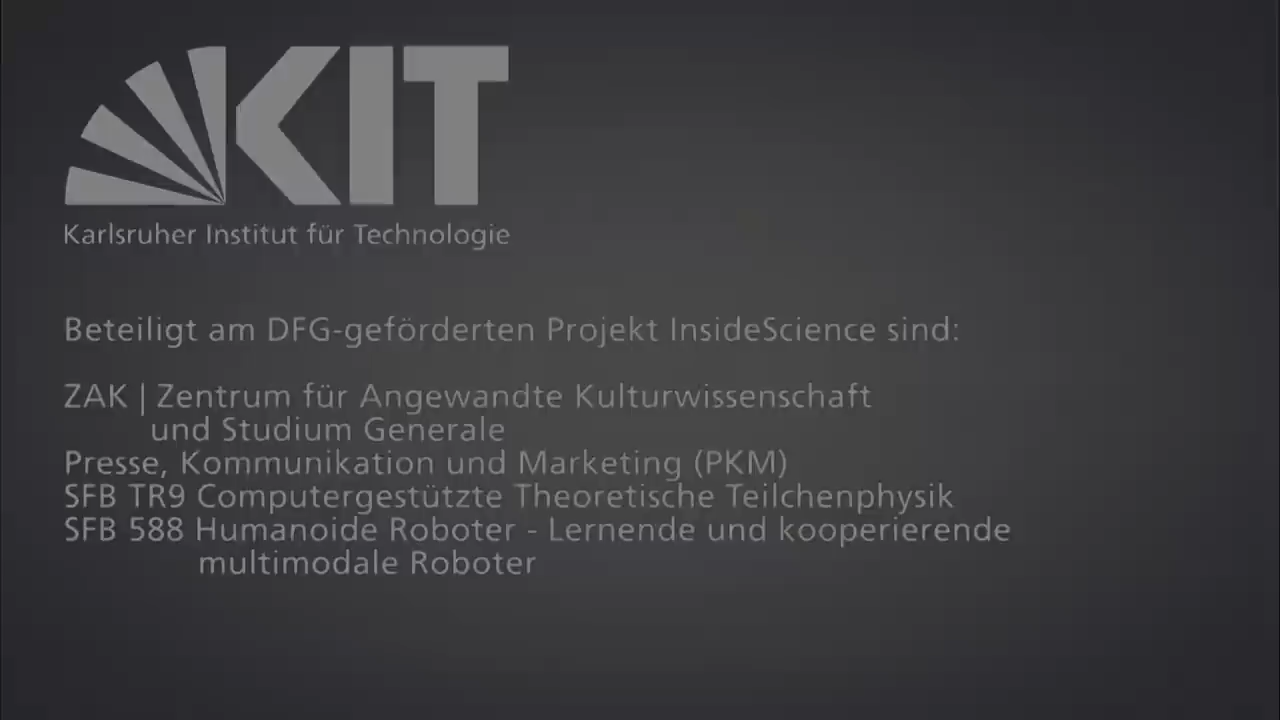 KIT
Karlsruher Institut für Technologie
Beteiligt am DFG-geförderten Projekt InsideScience sind:
ZAK | Zentrum für Angewandte Kulturwissenschaft
und Studium Generale
Presse, Kommunikation und Marketing (PKM)
SFB TR9 Computergestützte Theoretische Teilchenphysik
SFB 588 Humanoide Roboter - Lernende und kooperierende
multimodale Roboter